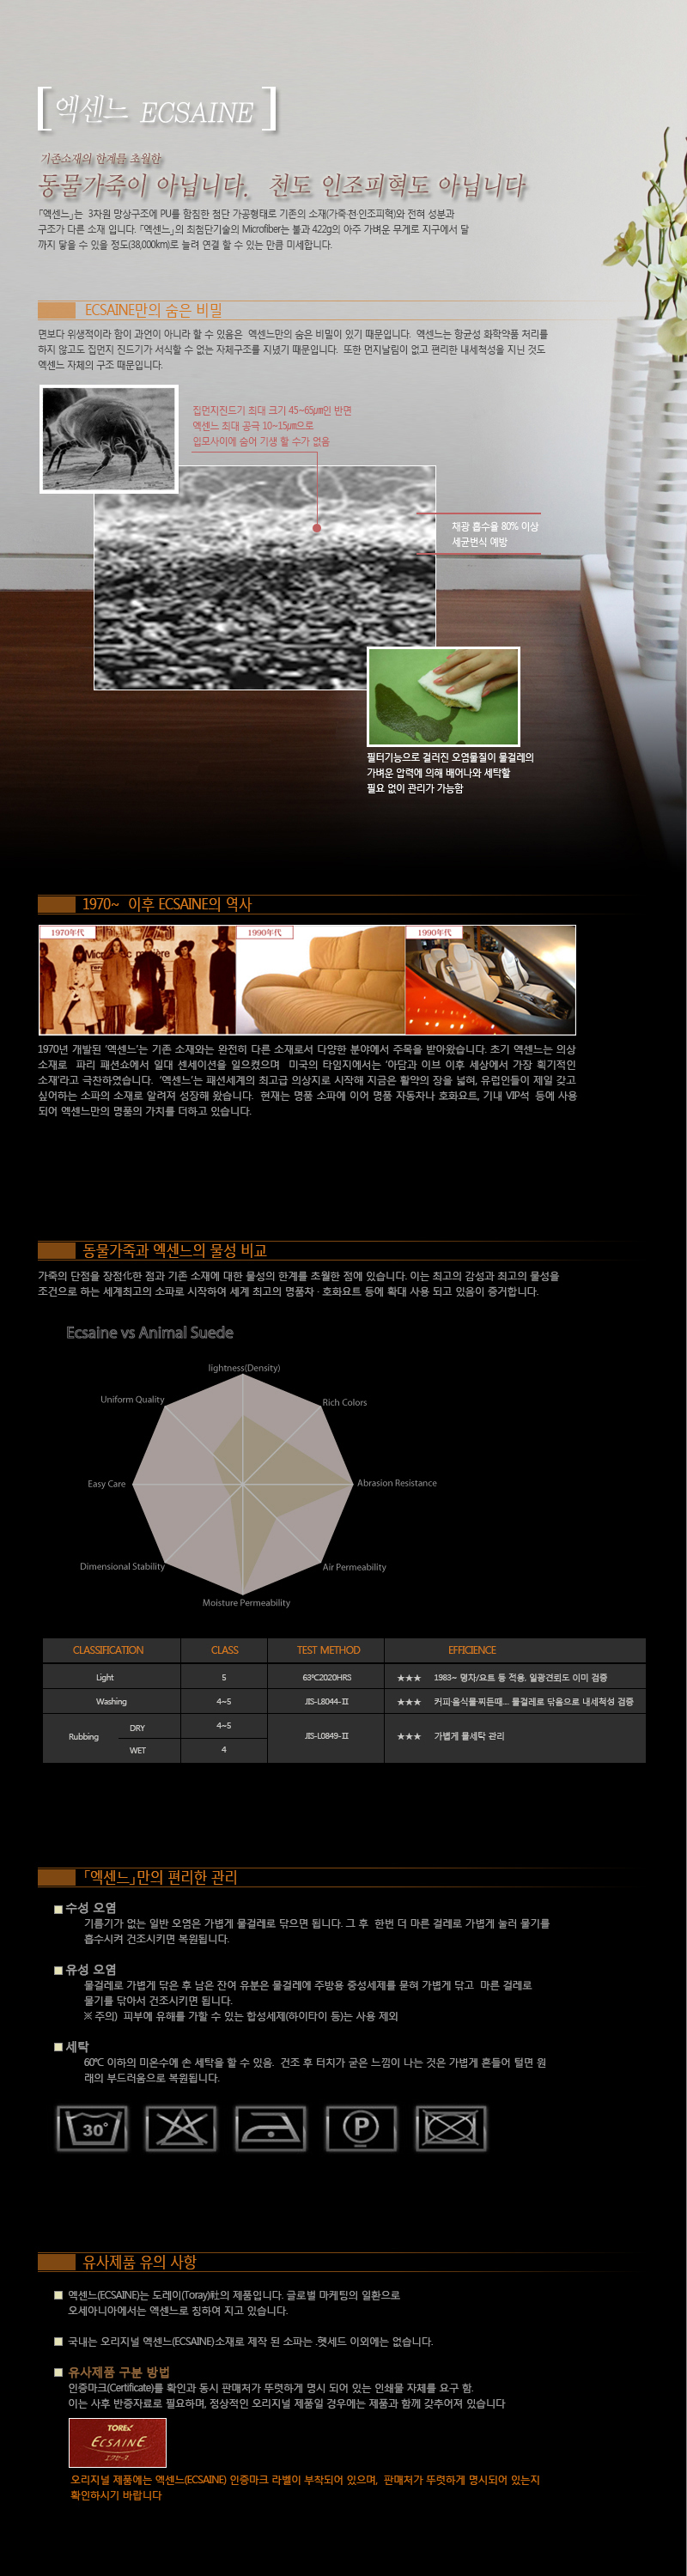 [ 엑센느 ECSAINE ]
기존소재의 한계를 초월한
동물가죽이 아닙니다. 천도 인조피혁도 아닙니다
「엑센느」는 3차원 망상구조에 PU를 함침한 첨단 가공형태로 기존의 소재(가죽·천·인조피혁)와 전혀 성분과
구조가 다른 소재 입니다. 「엑센느」의 최첨단기술의 Microfiber는 불과 422g의 아주 가벼운 무게로 지구에서 달
까지 닿을 수 있을 정도(38,000km)로 늘려 연결 할 수 있는 만큼 미세합니다.
ECSAINE만의 숨은 비밀
면보다 위생적이라 함이 과언이 아니라 할 수 있음은 엑센느만의 숨은 비밀이 있기 때문입니다. 엑센느는 항균성 화학약품 처리를
하지 않고도 집먼지 진드기가 서식할 수 없는 자체구조를 지녔기 때문입니다. 또한 먼지날림이 없고 편리한 내세척성을 지닌 것도
엑센느 자체의 구조 때문입니다.
집먼지진드기 최대 크기 45~65㎛인 반면
엑센느 최대 공극 10~15㎛으로
입모사이에 숨어 기생 할 수가 없음
재광 흡수율 80% 이상
세균번식 예방
필터기능으로 걸러진 오염물질이 물걸레의
가벼운 압력에 의해 배어나와 세탁할
필요 없이 관리가 가능함
1970~ 이후 ECSAINE의 역사
1970年代
1990年代
1990年代
1970년 개발된 '엑센느'는 기존 소재와는 완전히 다른 소재로서 다양한 분야에서 주목을 받아왔습니다. 초기 엑센느는 의상
소재로 파리 패션쇼에서 일대 센세이션을 일으켰으며 미국의 타임지에서는 '아담과 이브 이후 세상에서 가장 획기적인
소재'라고 극찬하였습니다. '엑센느'는 패션세계의 최고급 의상지로 시작해 지금은 활약의 장을 넓혀, 유럽인들이 제일 갖고
싶어하는 소파의 소재로 알려져 성장해 왔습니다. 현재는 명품 소파에 이어 명품 자동차나 호화요트, 기내 VIP석 등에 사용
되어 엑센느만의 명품의 가치를 더하고 있습니다.
동물가죽과 엑센느의 물성 비교
가죽의 단점을 장점化한 점과 기존 소재에 대한 물성의 한계를 초월한 점에 있습니다. 이는 최고의 감성과 최고의 물성을
조건으로 하는 세계최고의 소파로 시작하여 세계 최고의 명품차 · 호화요트 등에 확대 사용 되고 있음이 증거합니다.
Ecsaine vs Animal Suede
lightness(Density)
Uniform Quality
Rich Colors
Easy Care
Abrasion Resistance
Dimensional Stability
Air Permeability
Moisture Permeability
CLASSIFICATION CLASS TEST METHOD EFFICIENCE
Light 5 63℃2020HRS ★★★ 1983~ 명차/요트 등 적용. 일광견뢰도 이미 검증
Washing 4~5 JIS-L8044-II ★★★ 커피·음식물·찌든때.... 물걸레로 닦음으로 내세척성 검증
Rubbing DRY 4~5 JIS-L0849-II ★★★ 가볍게 물세탁 관리
WET 4
「엑센느」만의 편리한 관리
수성 오염
기름기가 없는 일반 오염은 가볍게 물걸레로 닦으면 됩니다. 그 후 한번 더 마른 걸레로 가볍게 눌러 물기를
흡수시켜 건조시키면 복원됩니다.
유성 오염
물걸레로 가볍게 닦은 후 남은 잔여 유분은 물걸레에 주방용 중성세제를 묻혀 가볍게 닦고 마른 걸레로
물기를 닦아서 건조시키면 됩니다.
※ 주의) 피부에 유해를 가할 수 있는 합성세제(하이타이 등)는 사용 제외
세탁
60℃ 이하의 미온수에 손 세탁을 할 수 있음. 건조 후 터치가 굳은 느낌이 나는 것은 가볍게 흔들어 털면 원
래의 부드러움으로 복원됩니다.
30° P
유사제품 유의 사항
엑센느(ECSAINE)는 도레이(Toray)社의 제품입니다. 글로벌 마케팅의 일환으로
오세아니아에서는 엑센느로 칭하여 지고 있습니다.
국내는 오리지널 엑센느(ECSAINE)소재로 제작 된 소파는 .헷세드 이외에는 없습니다.
유사제품 구분 방법
인증마크(Certificate)를 확인과 동시 판매처가 뚜렷하게 명시 되어 있는 인쇄물 자체를 요구 함.
이는 사후 반증자료로 필요하며, 정상적인 오리지널 제품일 경우에는 제품과 함께 갖추어져 있습니다
ECSAINE
오리지널 제품에는 엑센느(ECSAINE) 인증마크 라벨이 부착되어 있으며, 판매처가 뚜렷하게 명시되어 있는지
확인하시기 바랍니다